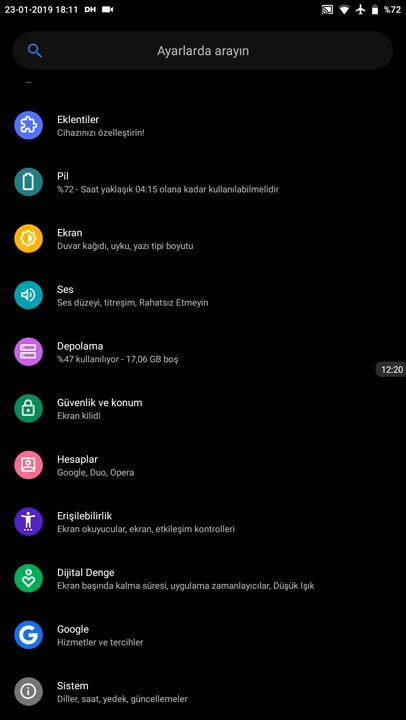 23-01-2019 18:11 DH %72
Ayarlarda arayın
Eklentiler
Cihazınızı özelleştirin!
Pil
%72 - Saat yaklaşık 04:15 olana kadar kullanılabilmelidir
Ekran
Duvar kağıdı, uyku, yazı tipi boyutu
Ses
Ses düzeyi, titreşim, Rahatsız Etmeyin
Depolama
%47 kullanılıyor - 17,06 GB boş
12:20
Güvenlik ve konum
Ekran kilidi
Hesaplar
Google, Duo, Opera
Erişilebilirlik
Ekran okuyucular, ekran, etkileşim kontrolleri
Dijital Denge
Ekran başında kalma süresi, uygulama zamanlayıcılar, Düşük Işık
Google
Hizmetler ve tercihler
Sistem
Diller, saat, yedek, güncellemeler